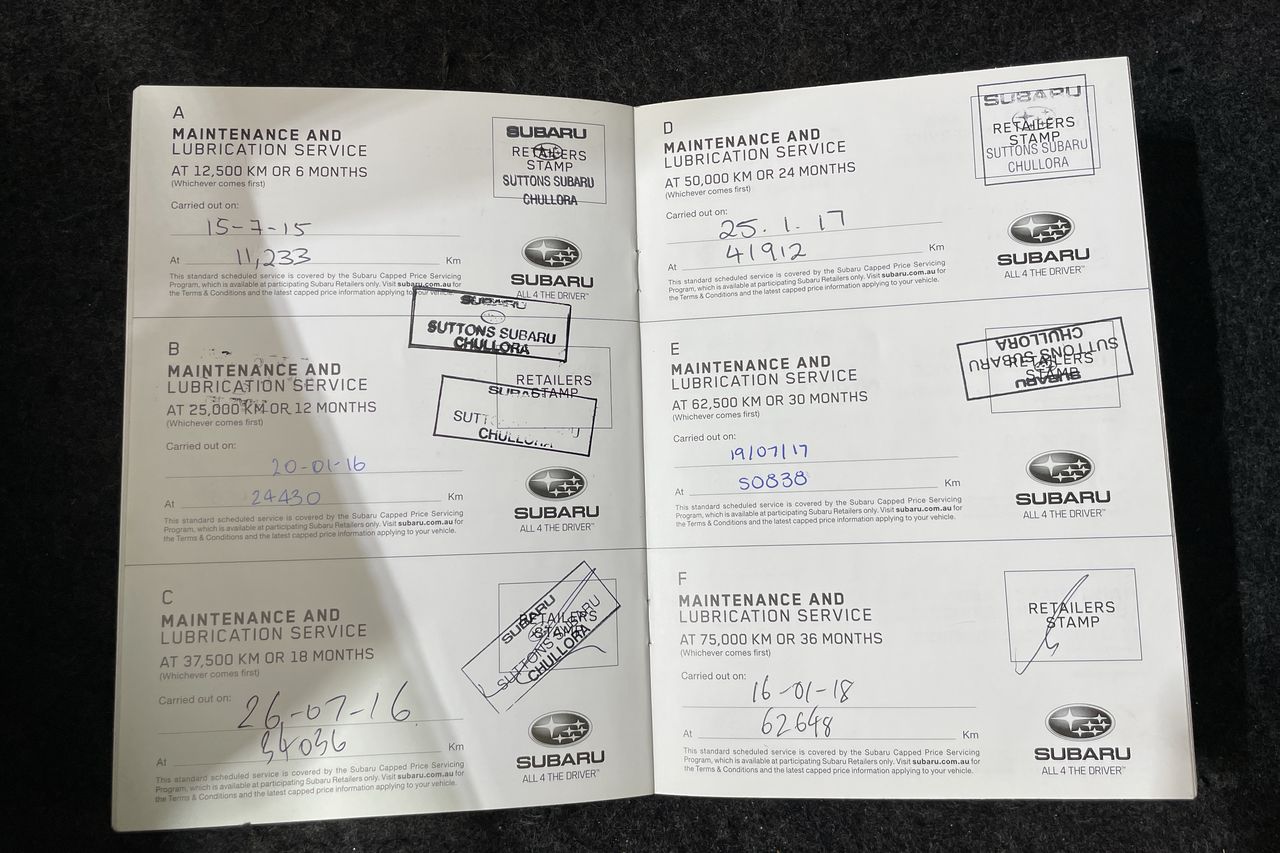 A
MAINTENANCE AND
LUBRICATION SERVICE
AT 12,500 KM OR 6 MONTHS
(Whichever comes first)
Carried out on:
15-7-15
At 11,233 Km
This standard scheduled service is covered by the Subaru Capped Price Servicing
Program, which is available at participating Subaru Retailers only. Visit subaru.com.au for
the Terms & Conditions and the latest capped price information applying to your vehicle.
SUBARU
RETAILERS
STAMP
SUTTONS SUBARU
CHULLORA
SUBARU
ALL 4 THE DRIVER™
SUBARU
SUTTONS SUBARU
CHULLORA
B
MAINTENANCE AND
LUBRICATION SERVICE
AT 25,000 KM OR 12 MONTHS
(Whichever comes first)
Carried out on:
20-01-16
At 24430 Km
This standard scheduled service is covered by the Subaru Capped Price Servicing
Program, which is available at participating Subaru Retailers only. Visit subaru.com.au for
the Terms & Conditions and the latest capped price information applying to your vehicle.
RETAILERS
STAMP
CHULLORA
SUBARU
ALL 4 THE DRIVER™
C
MAINTENANCE AND
LUBRICATION SERVICE
AT 37,500 KM OR 18 MONTHS
(Whichever comes first)
Carried out on:
26-07-16
34036
At Km
This standard scheduled service is covered by the Subaru Capped Price Servicing
Program, which is available at participating Subaru Retailers only. Visit subaru.com.au for
the Terms & Conditions and the latest capped price information applying to your vehicle.
RETAILERS
STAMP
SUBARU
SUTTONS SUBARU
CHULLORA
SUBARU
ALL 4 THE DRIVER™
D
MAINTENANCE AND
LUBRICATION SERVICE
AT 50,000 KM OR 24 MONTHS
(Whichever comes first)
Carried out on:
25.1.17
At 41912 Km
This standard scheduled service is covered by the Subaru Capped Price Servicing
Program, which is available at participating Subaru Retailers only. Visit subaru.com.au for
the Terms & Conditions and the latest capped price information applying to your vehicle.
SUBARU
RETAILERS
STAMP
SUTTONS SUBARU
CHULLORA
SUBARU
ALL 4 THE DRIVER™
E
MAINTENANCE AND
LUBRICATION SERVICE
AT 62,500 KM OR 30 MONTHS
(Whichever comes first)
Carried out on:
19/07/17
At 50838 Km
This standard scheduled service is covered by the Subaru Capped Price Servicing
Program, which is available at participating Subaru Retailers only. Visit subaru.com.au for
the Terms & Conditions and the latest capped price information applying to your vehicle.
RETAILERS
STAMP
SUBARU
SUTTONS SUBARU
CHULLORA
SUBARU
ALL 4 THE DRIVER™
F
MAINTENANCE AND
LUBRICATION SERVICE
AT 75,000 KM OR 36 MONTHS
(Whichever comes first)
Carried out on:
16-01-18
At 62648 Km
This standard scheduled service is covered by the Subaru Capped Price Servicing
Program, which is available at participating Subaru Retailers only. Visit subaru.com.au for
the Terms & Conditions and the latest capped price information applying to your vehicle.
RETAILERS
STAMP
SUBARU
ALL 4 THE DRIVER™